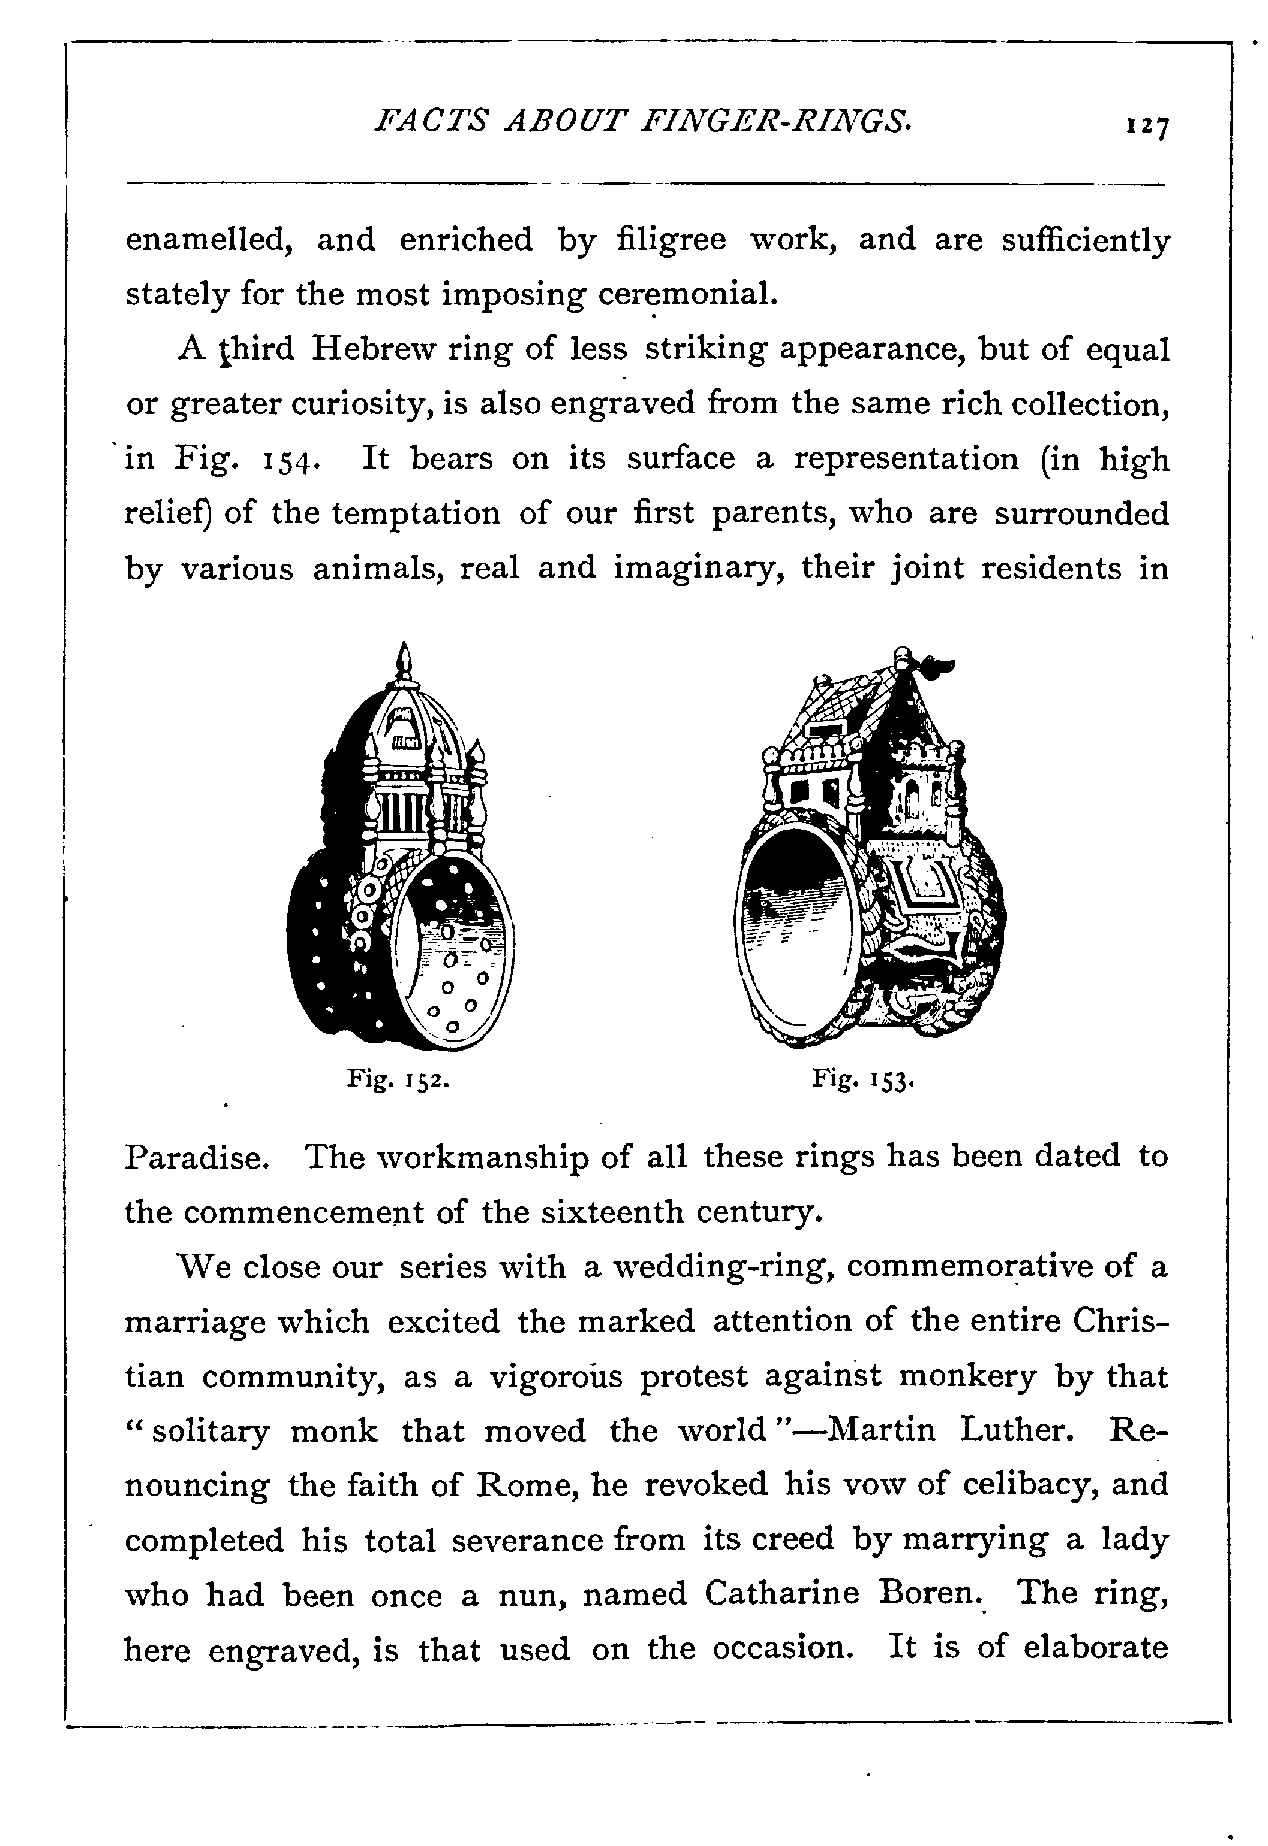 FACTS ABOUT FINGER-RINGS. 127
enamelled, and enriched by filigree work, and are sufficiently
stately for the most imposing ceremonial.
A third Hebrew ring of less striking appearance, but of equal
or greater curiosity, is also engraved from the same rich collection,
in Fig. 154. It bears on its surface a representation (in high
relief) of the temptation of our first parents, who are surrounded
by various animals, real and imaginary, their joint residents in
Fig. 152. Fig. 153.
Paradise. The workmanship of all these rings has been dated to
the commencement of the sixteenth century.
We close our series with a wedding-ring, commemorative of a
marriage which excited the marked attention of the entire Chris-
tian community, as a vigorous protest against monkery by that
“solitary monk that moved the world”—Martin Luther. Re-
nouncing the faith of Rome, he revoked his vow of celibacy, and
completed his total severance from its creed by marrying a lady
who had been once a nun, named Catharine Boren. The ring,
here engraved, is that used on the occasion. It is of elaborate